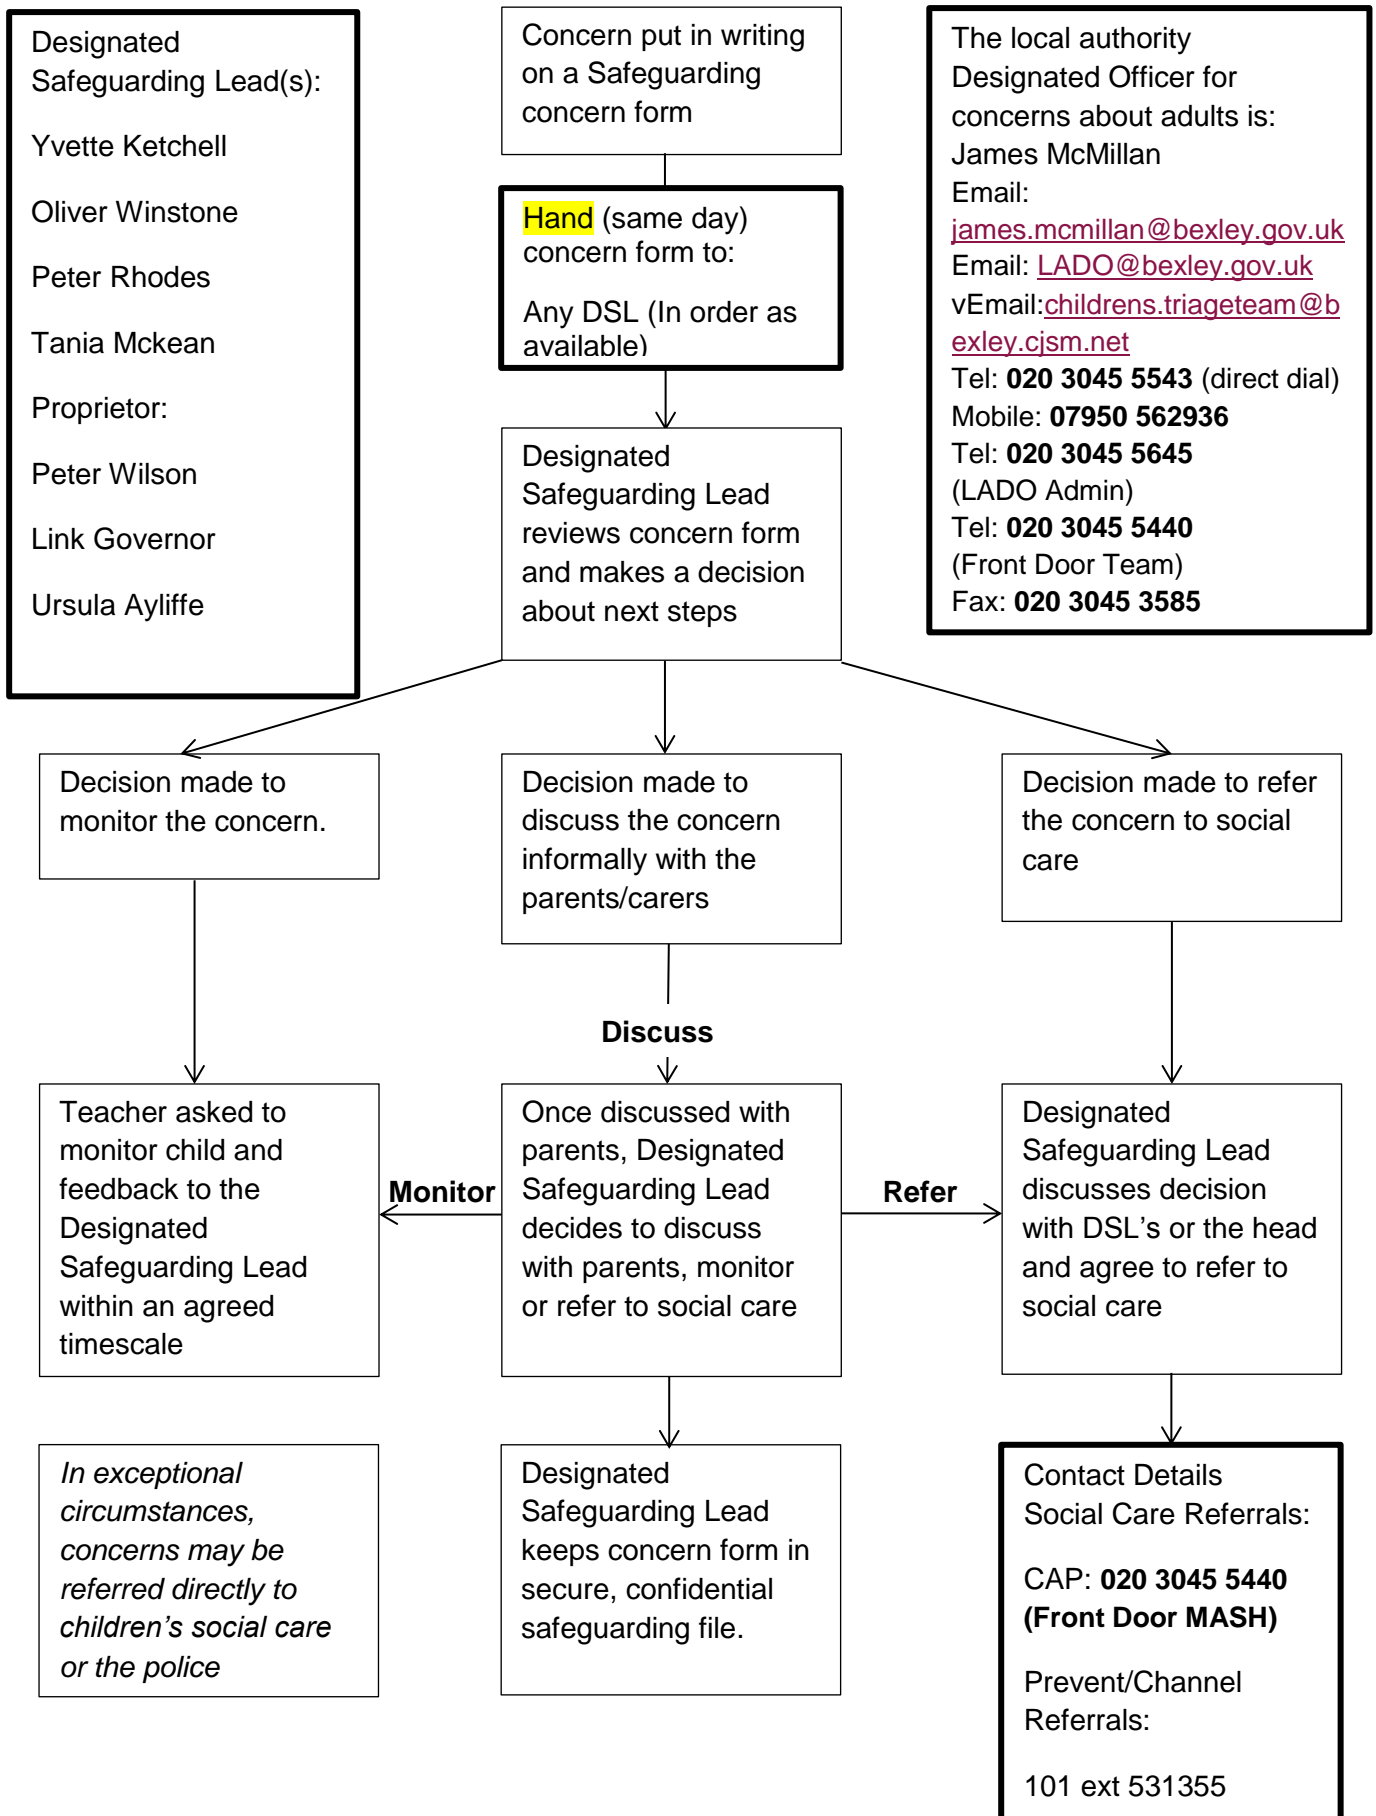 Designated
Safeguarding Lead(s):
Yvette Ketchell
Oliver Winstone
Peter Rhodes
Tania Mckean
Proprietor:
Peter Wilson
Link Governor
Ursula Ayliffe
Concern put in writing
on a Safeguarding
concern form
Hand (same day)
concern form to:
Any DSL (In order as
available)
The local authority
Designated Officer for
concerns about adults is:
James McMillan
Email:
james.mcmillan@bexley.gov.uk
Email: LADO@bexley.gov.uk
vEmail:childrens.triageteam@b
exley.cjsm.net
Tel: 020 3045 5543 (direct dial)
Mobile: 07950 562936
Tel: 020 3045 5645
(LADO Admin)
Tel: 020 3045 5440
(Front Door Team)
Fax: 020 3045 3585
Designated
Safeguarding Lead
reviews concern form
and makes a decision
about next steps
Decision made to
monitor the concern.
Decision made to
discuss the concern
informally with the
parents/carers
Decision made to refer
the concern to social
care
Discuss
Teacher asked to
monitor child and
feedback to the
Designated
Safeguarding Lead
within an agreed
timescale
Monitor
Once discussed with
parents, Designated
Safeguarding Lead
decides to discuss
with parents, monitor
or refer to social care
Refer
Designated
Safeguarding Lead
discusses decision
with DSL’s or the head
and agree to refer to
social care
In exceptional
circumstances,
concerns may be
referred directly to
children’s social care
or the police
Designated
Safeguarding Lead
keeps concern form in
secure, confidential
safeguarding file.
Contact Details
Social Care Referrals:
CAP: 020 3045 5440
(Front Door MASH)
Prevent/Channel
Referrals:
101 ext 531355